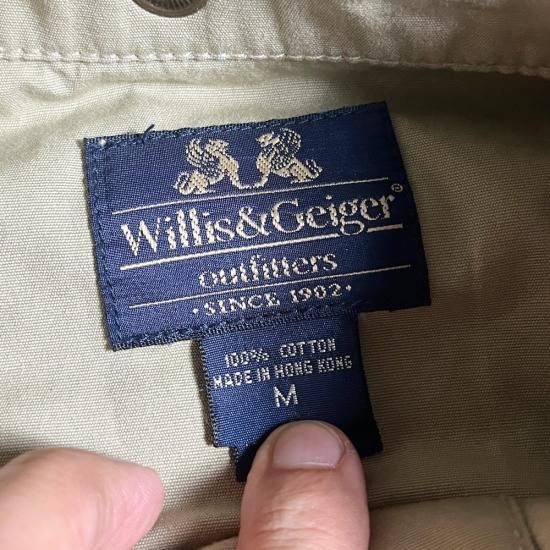 Willis&Geiger®
outfitters
·SINCE 1902·
100% COTTON
MADE IN HONG KONG
M